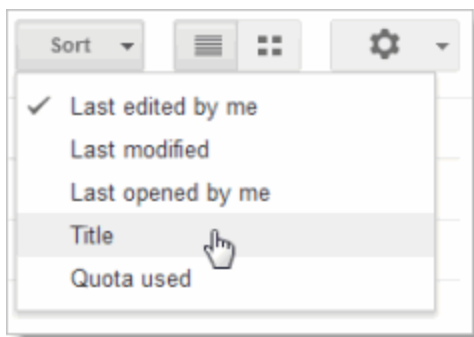 Sort
Last edited by me
Last modified
Last opened by me
Title
Quota used